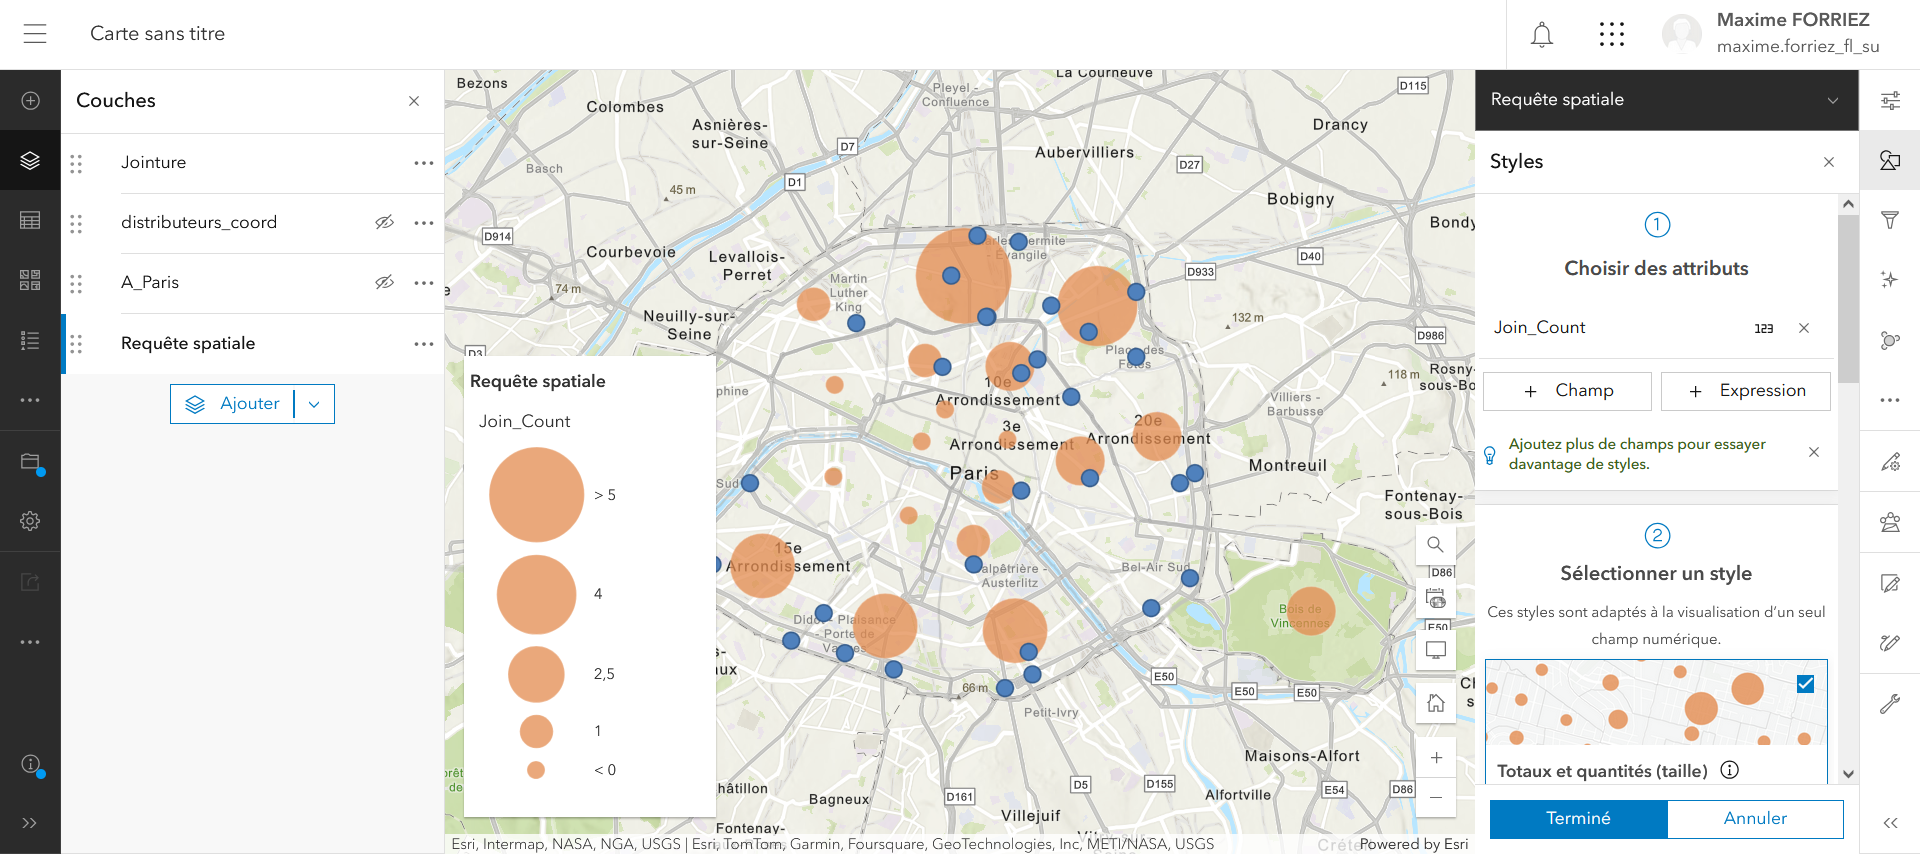 Carte sans titre
Maxime FORRIEZ
maxime.forriez_fl_su
Couches
Jointure
distributeurs_coord
A_Paris
Requête spatiale
Ajouter
Bezons
Colombes
Asnières-
sur-Seine
Basch
45 m
D7
D1
D914
Courbevoie
Levallois-
Perret
74 m
Neuilly-sur-
Seine
D3
Pleyel -
Confluence
La Courneuve
D115
Drancy
Aubervilliers
D27
Bobigny
Bondy
D40
D933
Martin
Luther
King
132 m
D986
Place des
Fêtes
118 m
Rosny-
sous-Bo
10e
Arrondissement
Villiers -
Barbusse
3e
Arrondissement
20e
Arrondissement
Paris
Montreuil
Fontenay-
sous-Bois
Sud
15e
Arrondissement
alpêtrière -
Austerlitz
Bel-Air Sud
D86
E50
Bois de
Vincennes
Didot - Plaisance
- Porte de
66 m
Petit-Ivry
E50
E50
E50
Maisons-Alfort
D5
D155
E54
D86
D161
Alfortville
Bagneux
Villejuif
hâtillon
Fontenay-
Requête spatiale
Join_Count
> 5
4
2,5
1
< 0
Esri, Intermap, NASA, NGA, USGS | Esri, TomTom, Garmin, Foursquare, GeoTechnologies, Inc, METI/NASA, USGS
Powered by Esri
Requête spatiale
Styles
1
Choisir des attributs
Join_Count
123
Champ
Expression
Ajoutez plus de champs pour essayer
davantage de styles.
2
Sélectionner un style
Ces styles sont adaptés à la visualisation d’un seul
champ numérique.
Totaux et quantités (taille)
Terminé
Annuler